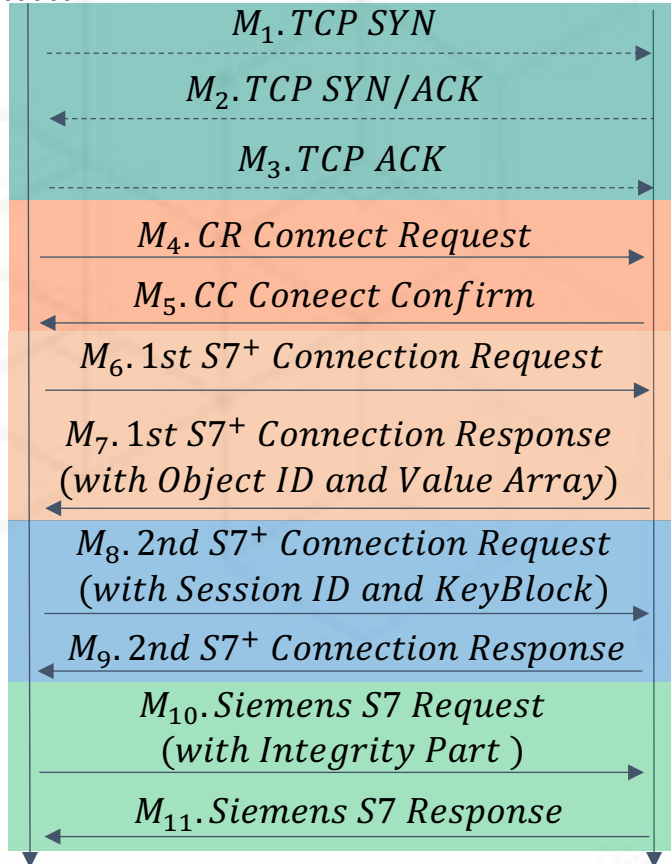 M₁. TCP SYN
M₂. TCP SYN/ACK
M₃. TCP ACK
M₄. CR Connect Request
M₅. CC Coneect Confirm
M₆. 1st S7⁺ Connection Request
M₇. 1st S7⁺ Connection Response
(with Object ID and Value Array)
M₈. 2nd S7⁺ Connection Request
(with Session ID and KeyBlock)
M₉. 2nd S7⁺ Connection Response
M₁₀. Siemens S7 Request
(with Integrity Part )
M₁₁. Siemens S7 Response